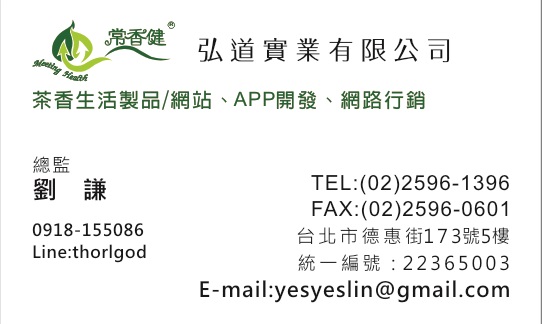 常香健®
Meeting Health
弘道實業有限公司
茶香生活製品/網站、APP開發、網路行銷
總監
劉 謙
0918-155086
Line:thorlgod
TEL:(02)2596-1396
FAX:(02)2596-0601
台北市德惠街173號5樓
統一編號：22365003
E-mail:yesyeslin@gmail.com